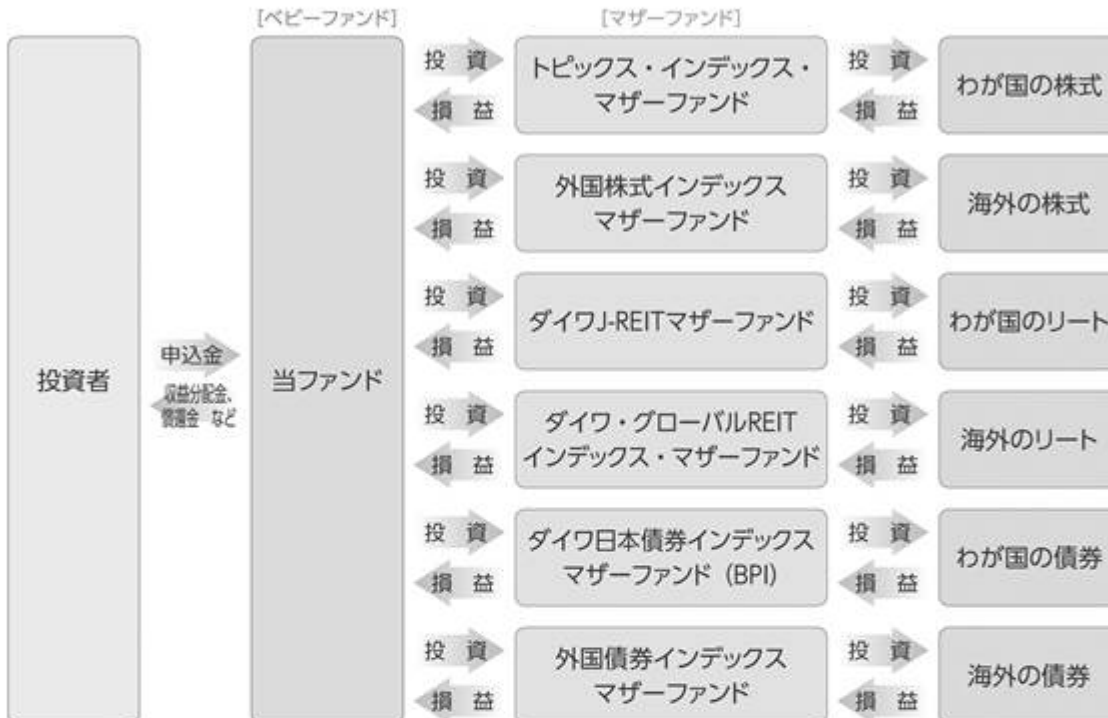 [ベビーファンド]
[マザーファンド]
投資者
申込金
収益分配金、
償還金 など
当ファンド
投 資
損 益
トピックス・インデックス・
マザーファンド
投 資
損 益
わが国の株式
投 資
損 益
外国株式インデックス
マザーファンド
投 資
損 益
海外の株式
投 資
損 益
ダイワJ-REITマザーファンド
投 資
損 益
わが国のリート
投 資
損 益
ダイワ・グローバルREIT
インデックス・マザーファンド
投 資
損 益
海外のリート
投 資
損 益
ダイワ日本債券インデックス
マザーファンド（BPI）
投 資
損 益
わが国の債券
投 資
損 益
外国債券インデックス
マザーファンド
投 資
損 益
海外の債券